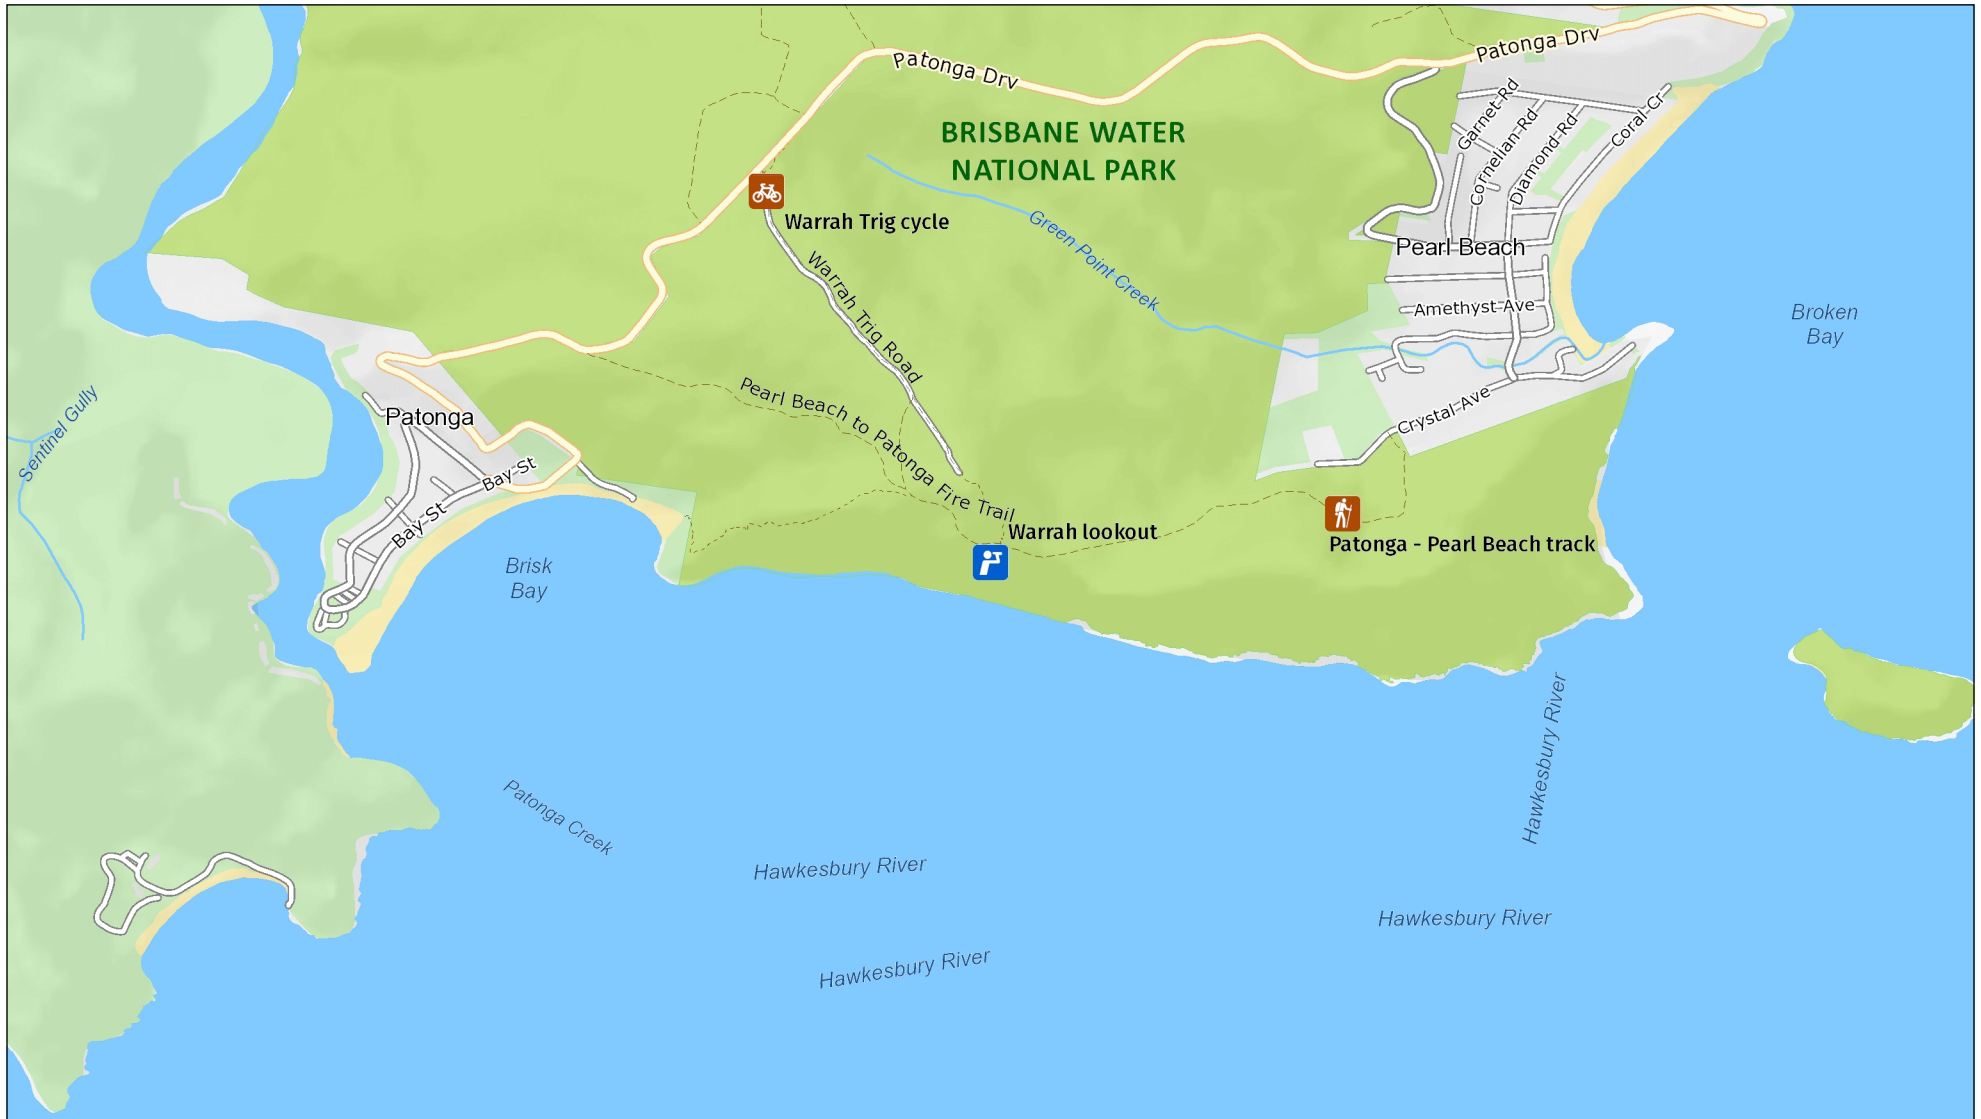 Patonga Drv
Patonga Drv
BRISBANE WATER
NATIONAL PARK
Garnet Rd
Cornelian Rd
Diamond Rd
Coral Cr
Warrah Trig cycle
Green Point Creek
Pearl Beach
Warrah Trig Road
Amethyst Ave
Broken
Bay
Sentinel Gully
Patonga
Pearl Beach to Patonga Fire Trail
Crystal Ave
Bay St
Bay St
Warrah lookout
Patonga - Pearl Beach track
Brisk
Bay
Hawkesbury River
Patonga Creek
Hawkesbury River
Hawkesbury River
Hawkesbury River